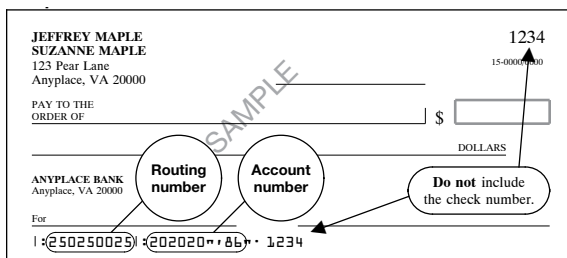 JEFFREY MAPLE
SUZANNE MAPLE
123 Pear Lane
Anyplace, VA 20000
1234
15-0000/0000
PAY TO THE
ORDER OF
$
SAMPLE
DOLLARS
ANYPLACE BANK
Anyplace, VA 20000
Routing
number
Account
number
Do not include
the check number.
For
|:250250025|:202020"'86"' 1234